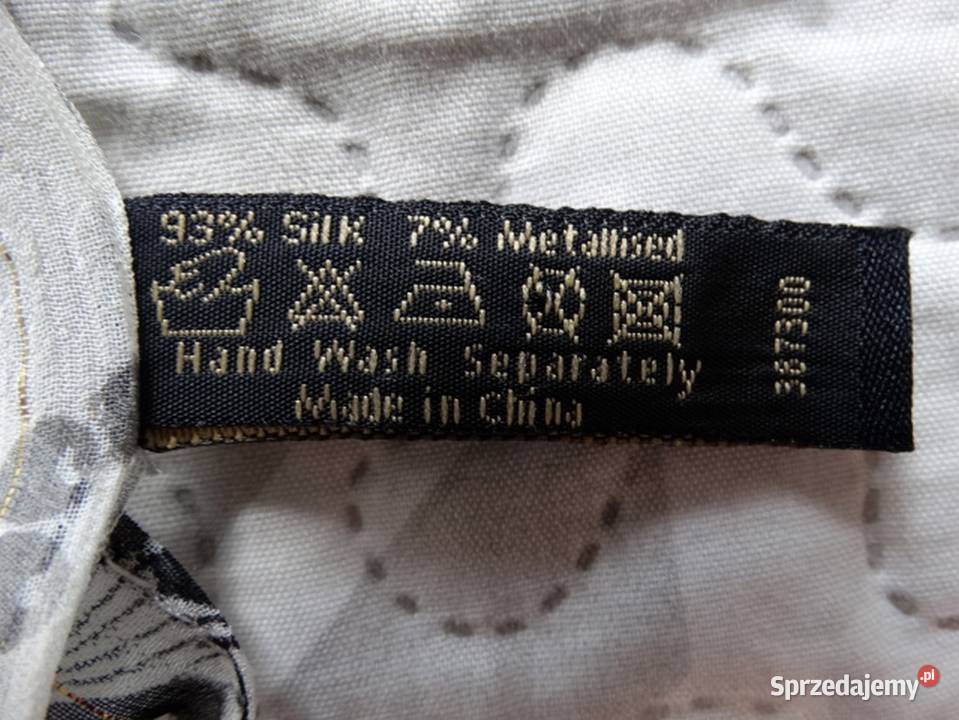 93% Silk 7% Metallised
Hand Wash Separately
Made in China
367300
Sprzedajemy.pl